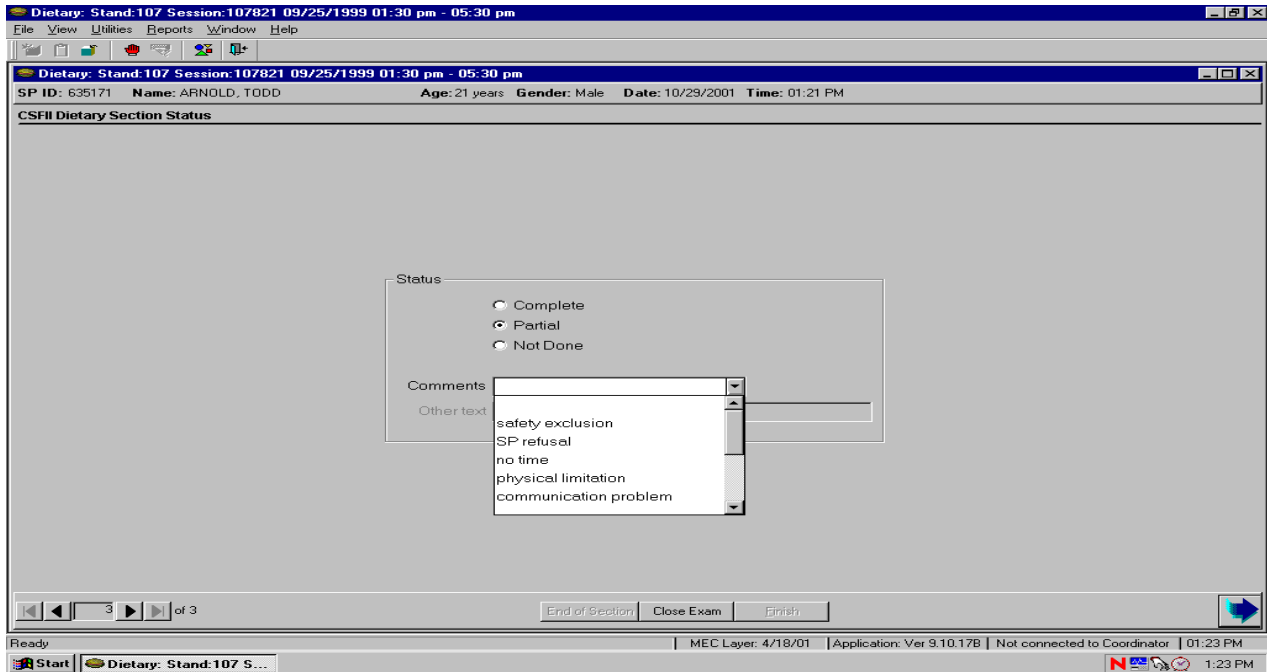 Dietary: Stand:107 Session:107821 09/25/1999 01:30 pm - 05:30 pm
File View Utilities Reports Window Help
Dietary: Stand:107 Session:107821 09/25/1999 01:30 pm - 05:30 pm
SP ID: 635171 Name: ARNOLD, TODD Age: 21 years Gender: Male Date: 10/29/2001 Time: 01:21 PM
CSFII Dietary Section Status
Status
Complete
Partial
Not Done
Comments
Other text
safety exclusion
SP refusal
no time
physical limitation
communication problem
3 of 3 End of Section Close Exam Finish
Ready MEC Layer: 4/18/01 Application: Ver 9.10.17B Not connected to Coordinator 01:23 PM
Start Dietary: Stand:107 S... N 1:23 PM